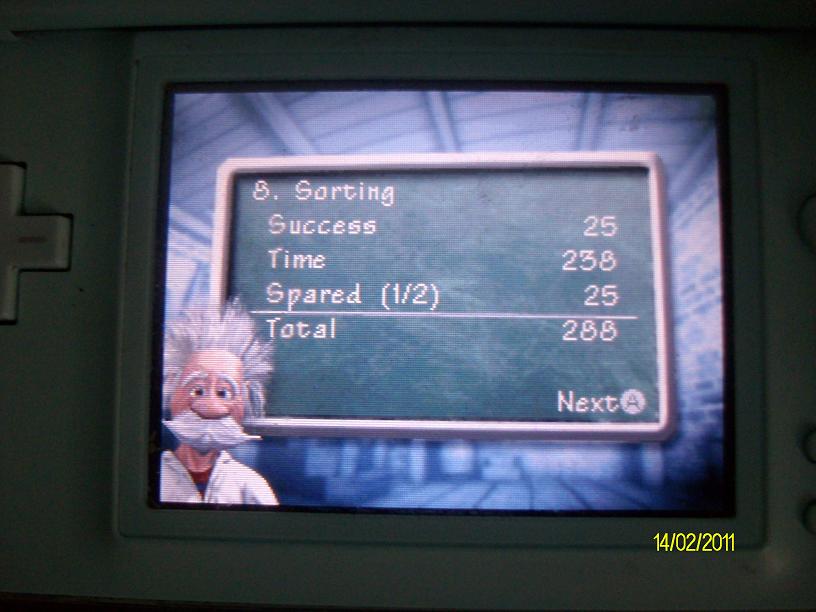 8. Sorting
Success 25
Time 238
Spared (1/2) 25
Total 288
Next A
14/02/2011